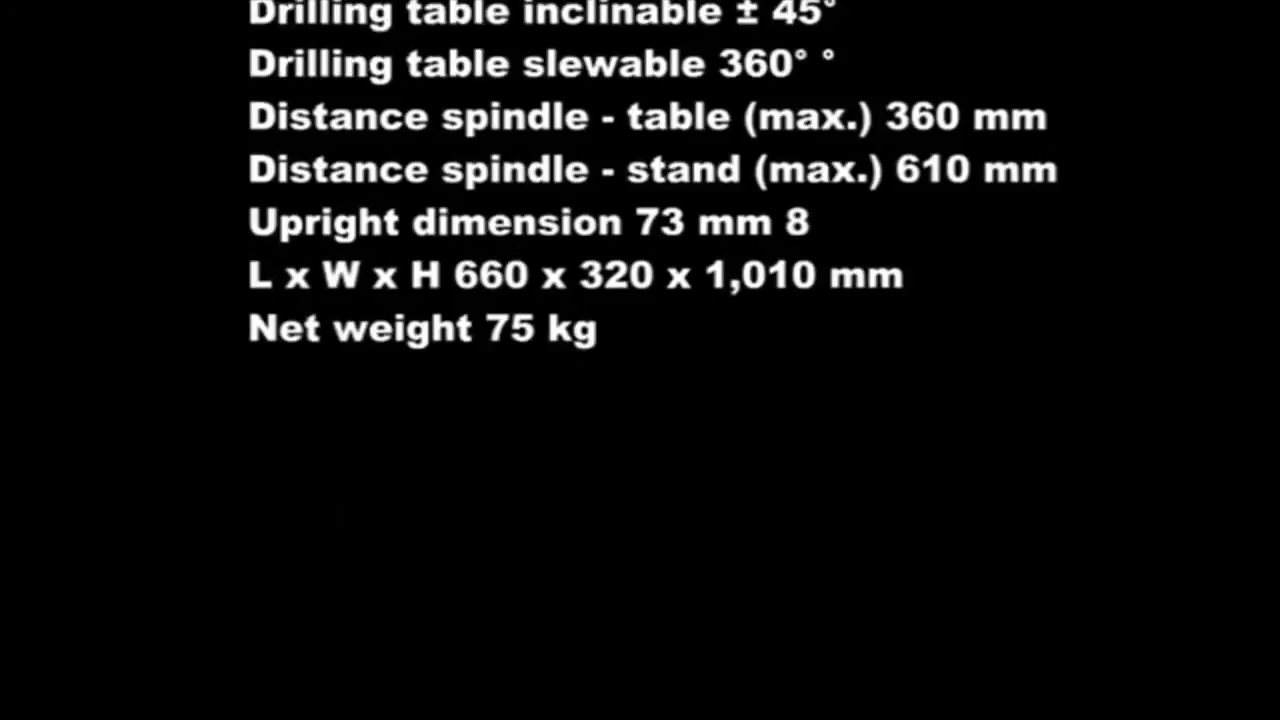 Drilling table inclinable ± 45°
Drilling table slewable 360° °
Distance spindle - table (max.) 360 mm
Distance spindle - stand (max.) 610 mm
Upright dimension 73 mm 8
L x W x H 660 x 320 x 1,010 mm
Net weight 75 kg